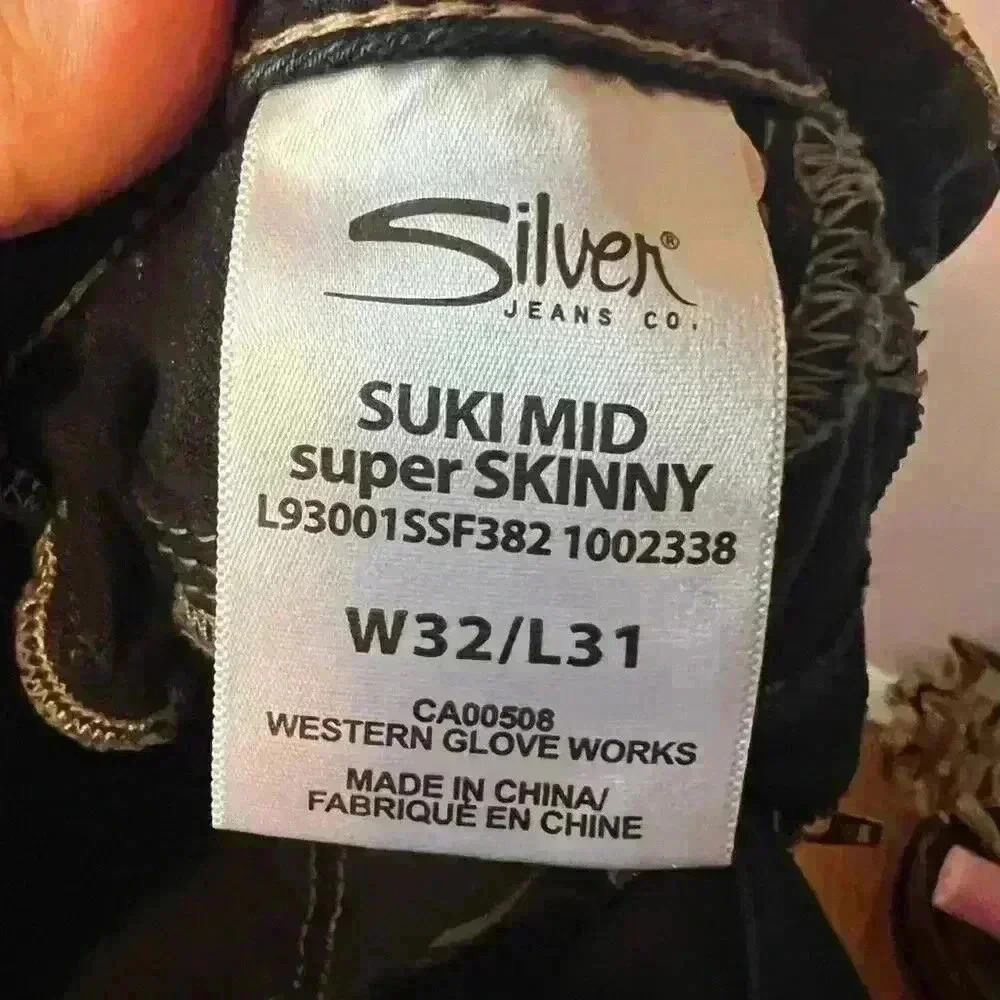 Silver®
JEANS CO.
SUKI MID
super SKINNY
L93001SSF382 1002338
W32/L31
CA00508
WESTERN GLOVE WORKS
MADE IN CHINA/
FABRIQUÉ EN CHINE